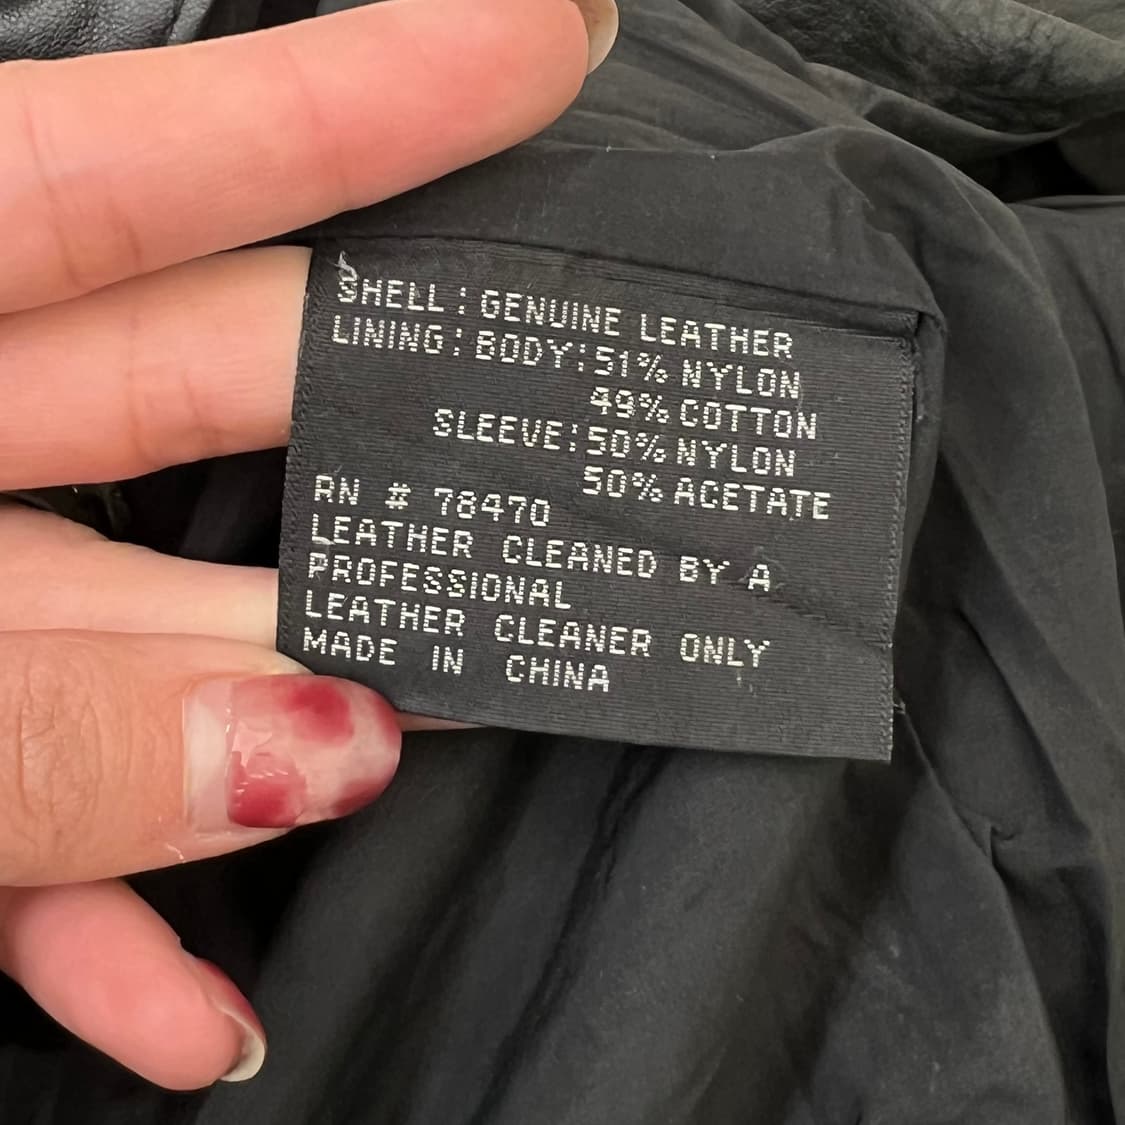 SHELL: GENUINE LEATHER
LINING: BODY: 51% NYLON
49% COTTON
SLEEVE: 50% NYLON
50% ACETATE
RN # 78470
LEATHER CLEANED BY A
PROFESSIONAL
LEATHER CLEANER ONLY
MADE IN CHINA